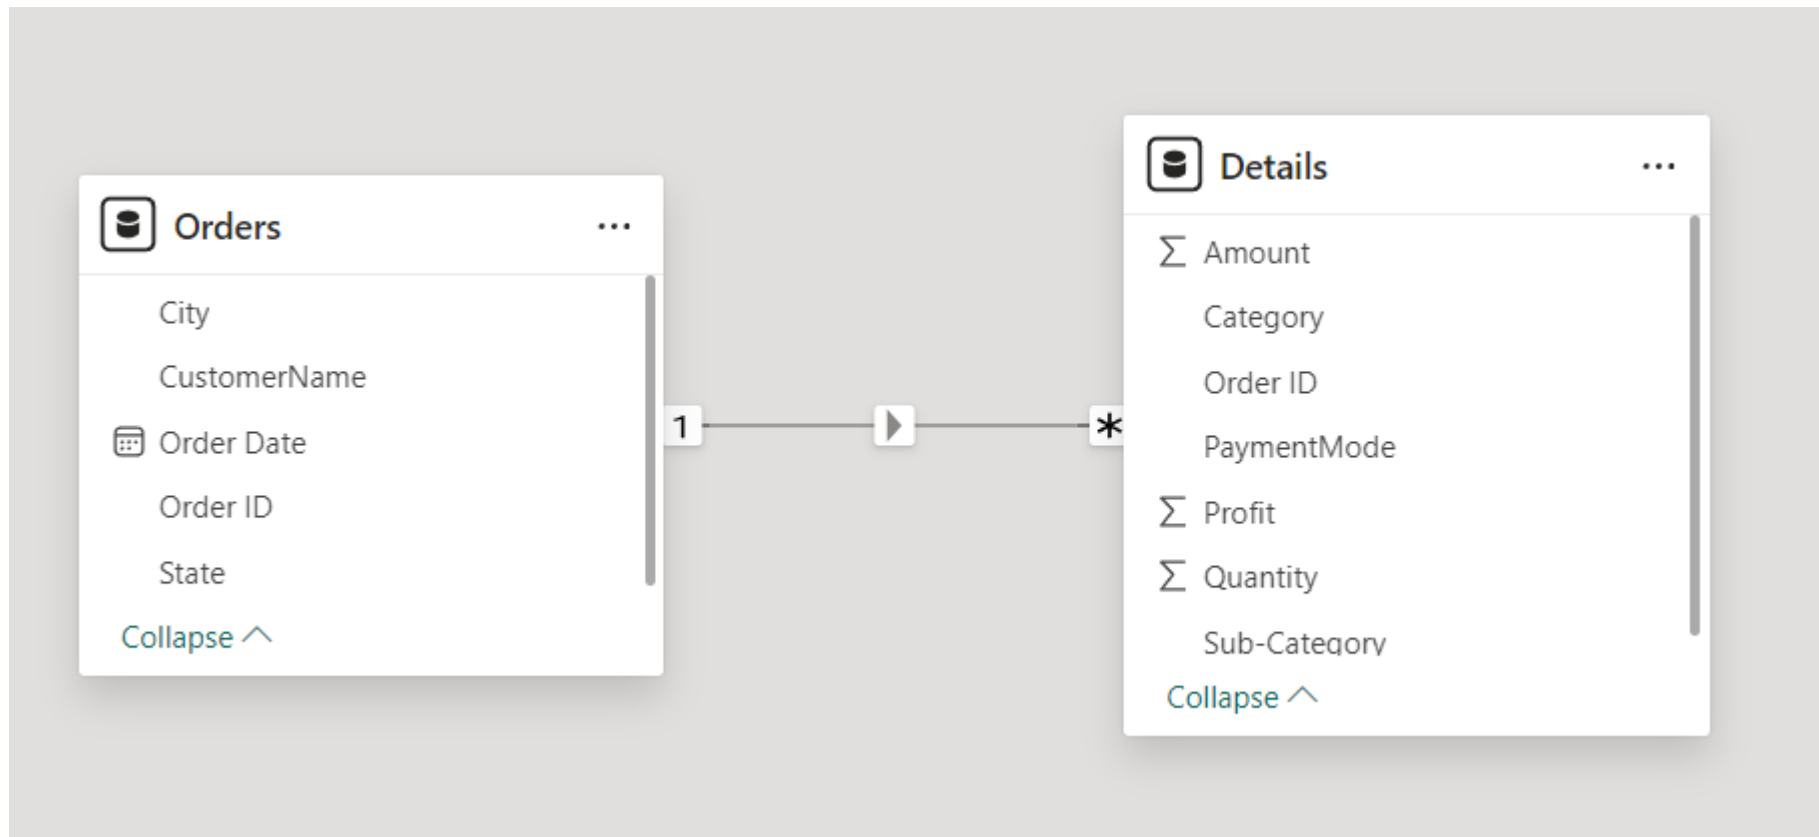 Orders
...
City
CustomerName
Order Date
Order ID
State
Collapse
1
*
Details
...
Amount
Category
Order ID
PaymentMode
Profit
Quantity
Sub-Category
Collapse